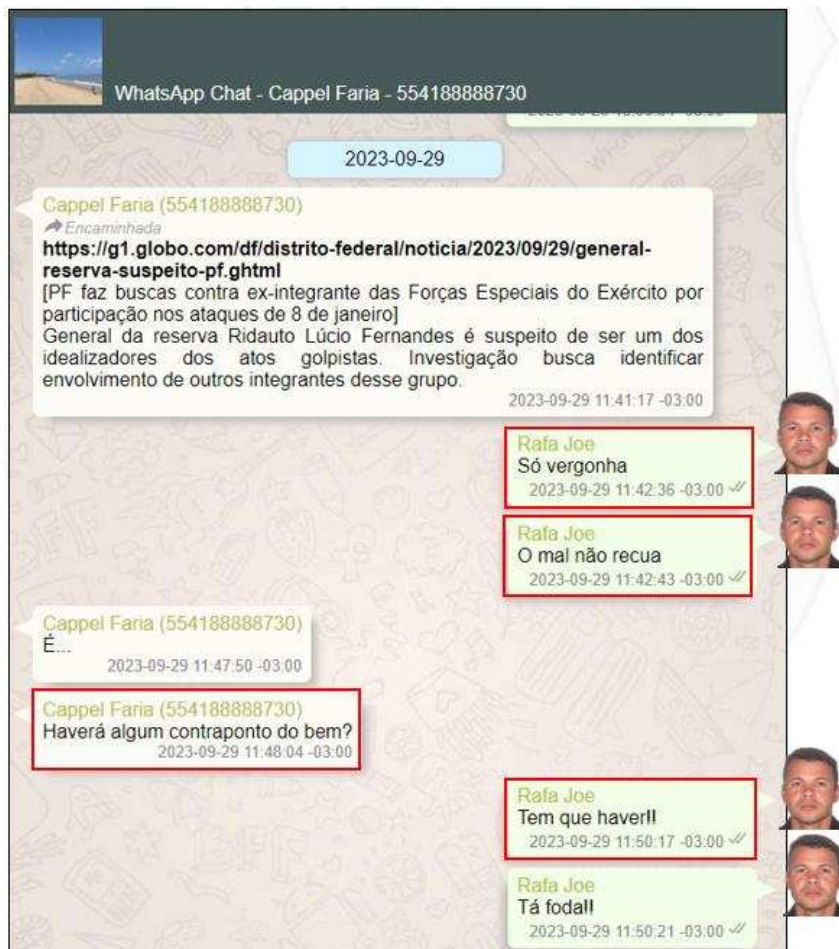 WhatsApp Chat - Cappel Faria - 554188888730
2023-09-29
Cappel Faria (554188888730)
Encaminhada
https://g1.globo.com/df/distrito-federal/noticia/2023/09/29/general-
reserva-suspeito-pf.ghtml
[PF faz buscas contra ex-integrante das Forças Especiais do Exército por
participação nos ataques de 8 de janeiro]
General da reserva Ridauto Lúcio Fernandes é suspeito de ser um dos
idealizadores dos atos golpistas. Investigação busca identificar
envolvimento de outros integrantes desse grupo.
2023-09-29 11:41:17 -03:00
Rafa Joe
Só vergonha
2023-09-29 11:42:36 -03:00
Rafa Joe
O mal não recua
2023-09-29 11:42:43 -03:00
Cappel Faria (554188888730)
É...
2023-09-29 11:47:50 -03:00
Cappel Faria (554188888730)
Haverá algum contraponto do bem?
2023-09-29 11:48:04 -03:00
Rafa Joe
Tem que haver!!
2023-09-29 11:50:17 -03:00
Rafa Joe
Tá foda!!
2023-09-29 11:50:21 -03:00